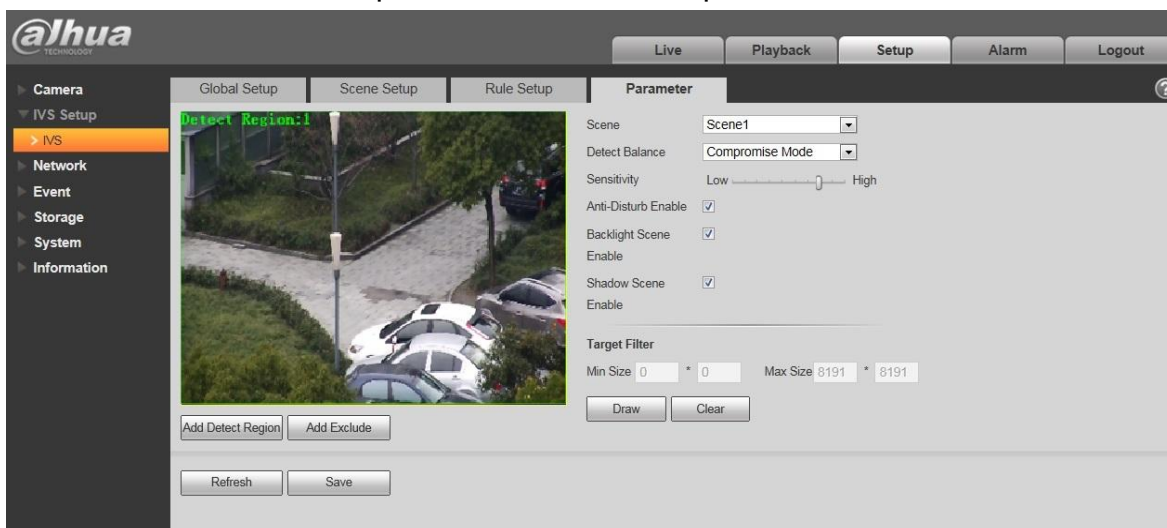 alhua
TECHNOLOGY
Live
Playback
Setup
Alarm
Logout
?
Camera
IVS Setup
> IVS
Network
Event
Storage
System
Information
Global Setup
Scene Setup
Rule Setup
Parameter
Detect Region:1
Scene Scene1
Detect Balance Compromise Mode
Sensitivity Low High
Anti-Disturb Enable
Backlight Scene
Enable
Shadow Scene
Enable
Target Filter
Min Size 0 * 0 Max Size 8191 * 8191
Draw
Clear
Add Detect Region
Add Exclude
Refresh
Save